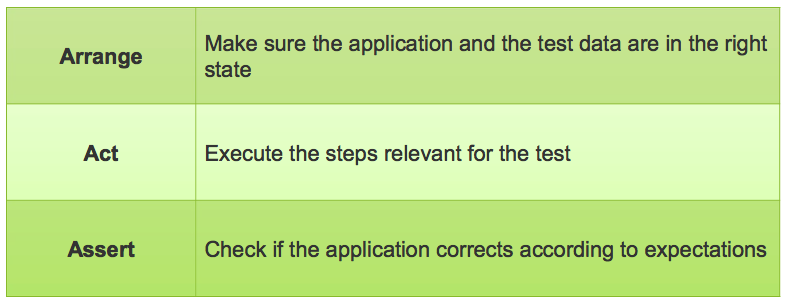 Arrange
Make sure the application and the test data are in the right
state
Act
Execute the steps relevant for the test
Assert
Check if the application corrects according to expectations